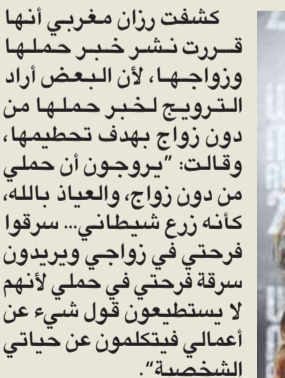 كشفت رزان مغربي أنها
قررت نشر خبر حملها
وزواجها، لأن البعض أراد
الترويج لخبر حملها من
دون زواج بهدف تحطيمها،
وقالت: "يروجون أن حملي
من دون زواج، والعياذ بالله،
كأنه زرع شيطاني... سرقوا
فرحتي في زواجي ويريدون
سرقة فرحتي في حملي لأنهم
لا يستطيعون قول شيء عن
أعمالي فيتكلمون عن حياتي
الشخصية".